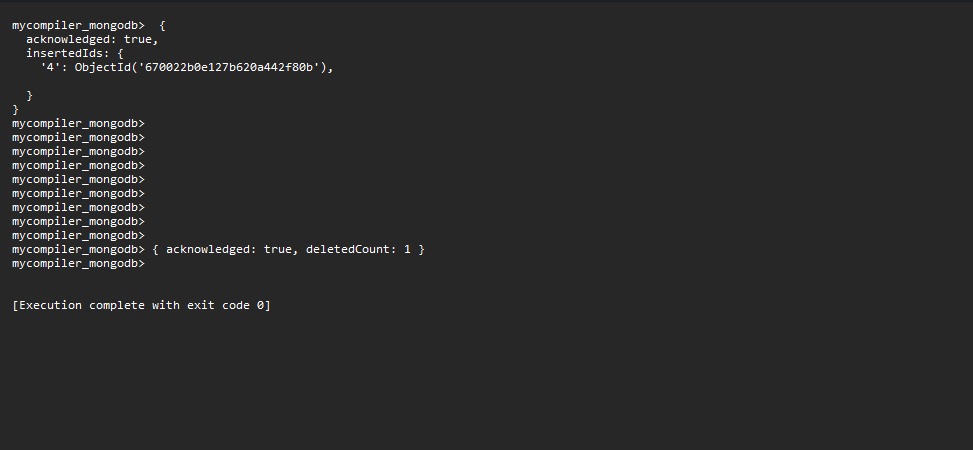 mycompiler_mongodb>  {
  acknowledged: true,
  insertedIds: {
    '4': ObjectId('670022b0e127b620a442f80b'),
  }
}
mycompiler_mongodb>
mycompiler_mongodb>
mycompiler_mongodb>
mycompiler_mongodb>
mycompiler_mongodb>
mycompiler_mongodb>
mycompiler_mongodb>
mycompiler_mongodb>
mycompiler_mongodb>
mycompiler_mongodb> { acknowledged: true, deletedCount: 1 }
mycompiler_mongodb>
[Execution complete with exit code 0]